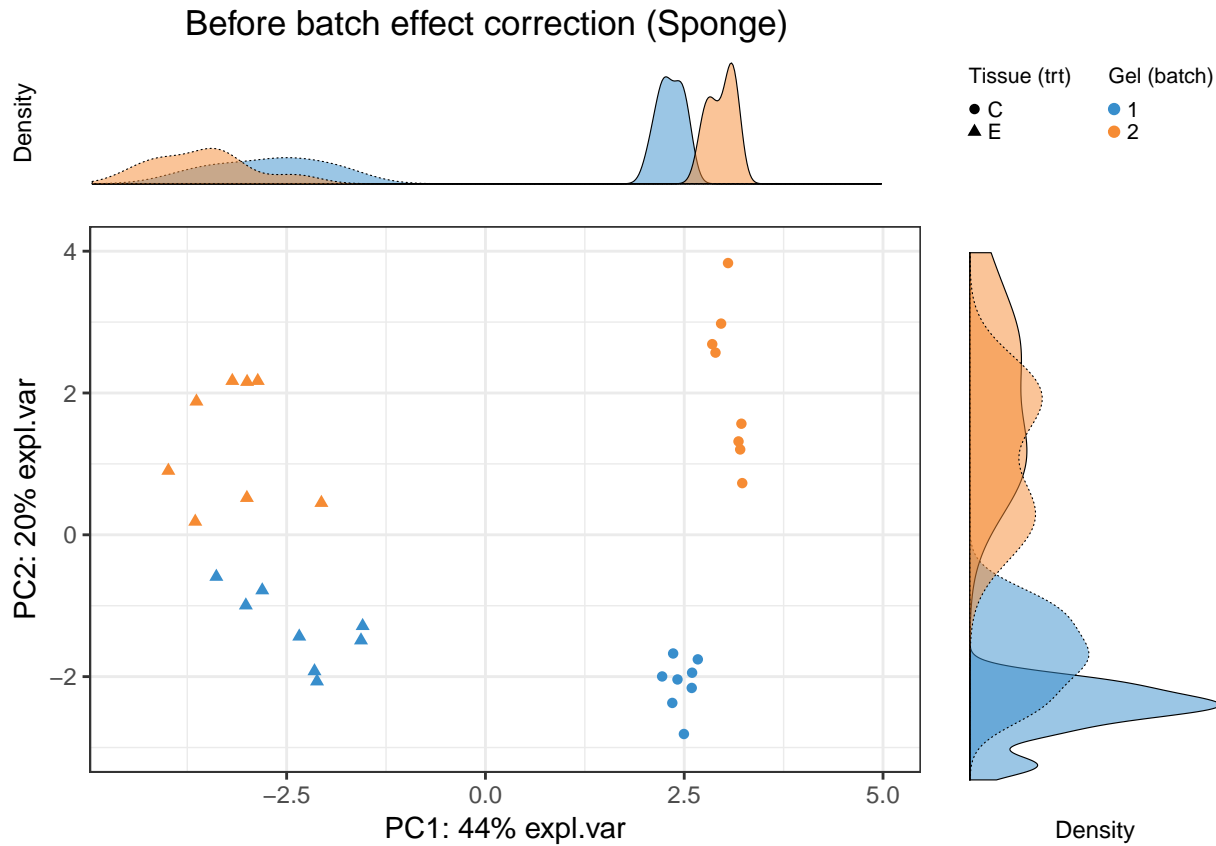 Before batch effect correction (Sponge)
Density
Tissue (trt)
C
E
Gel (batch)
1
2
4
2
0
−2
PC2: 20% expl.var
−2.5
0.0
2.5
5.0
PC1: 44% expl.var
Density